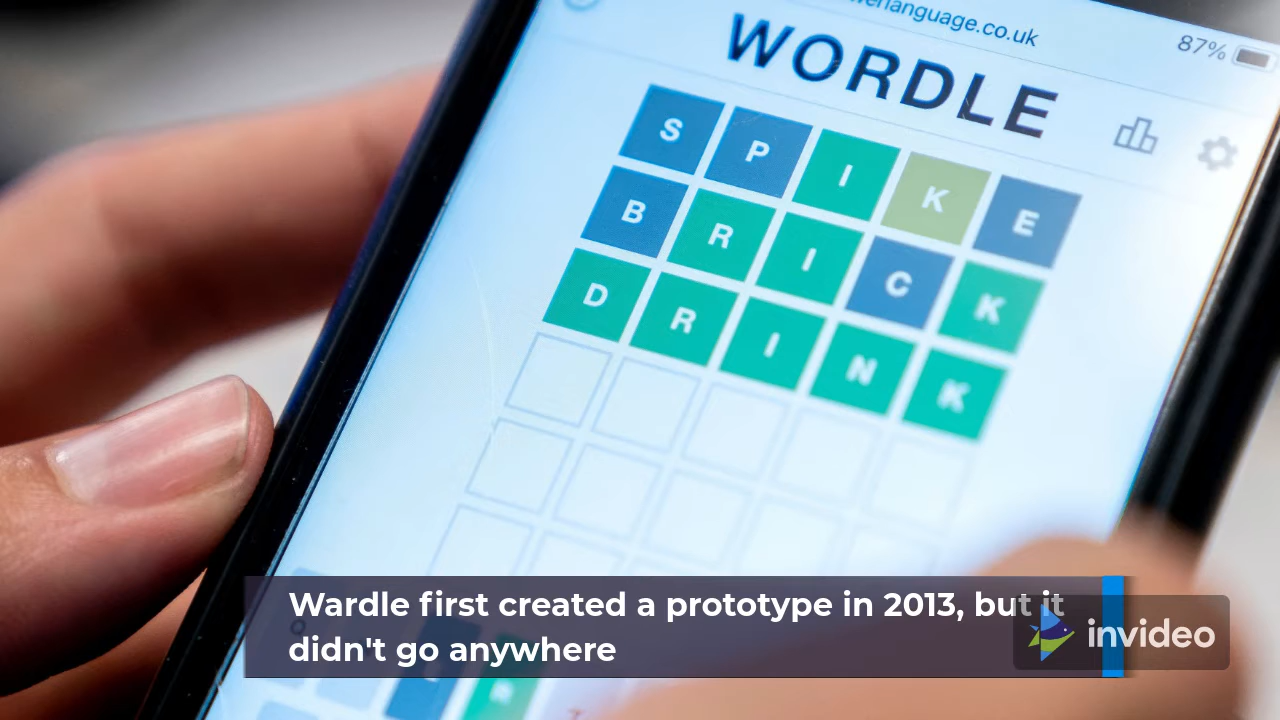 87%
WORDLE
S P I K E
B R I C K
D R I N K
Wardle first created a prototype in 2013, but it
didn't go anywhere
invideo